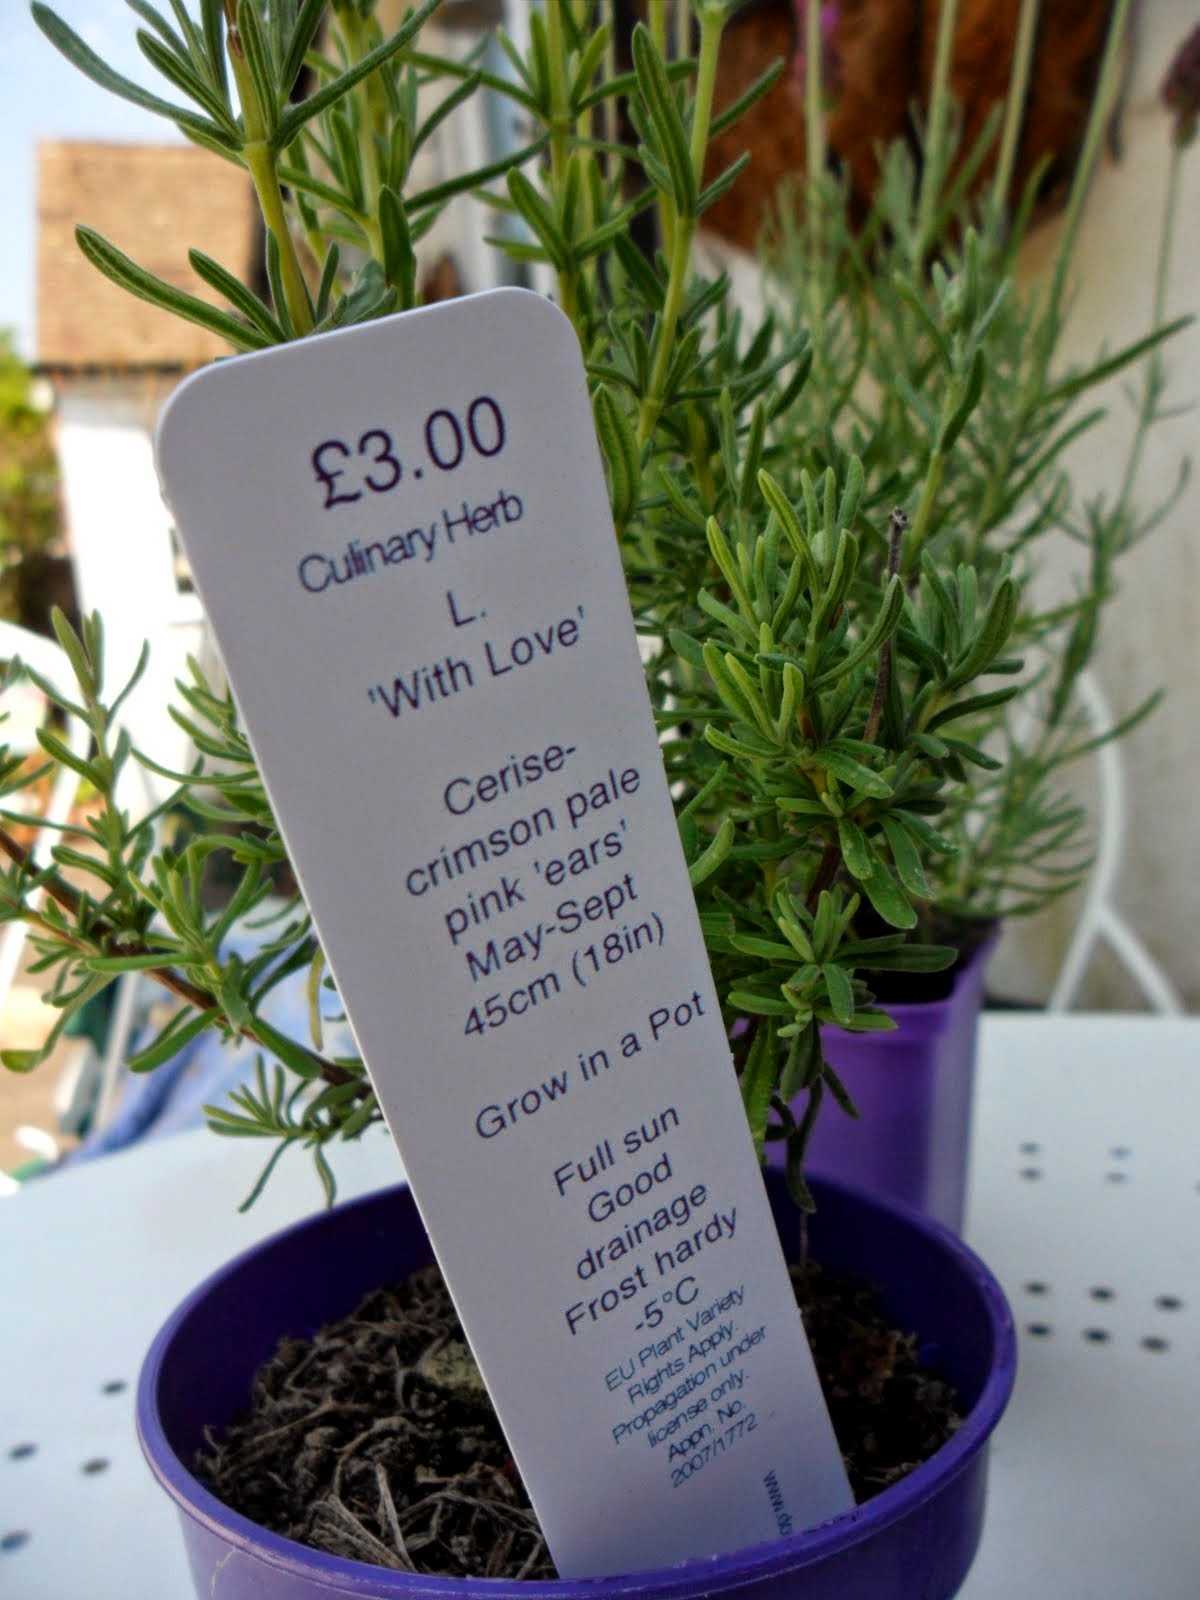 £3.00
Culinary Herb
L.
'With Love'
Cerise-
crimson pale
pink 'ears'
May-Sept
45cm (18in)
Grow in a Pot
Full sun
Good
drainage
Frost hardy
-5°C
EU Plant Variety
Rights Apply.
Propagation under
license only.
Appn. No.
2007/1772